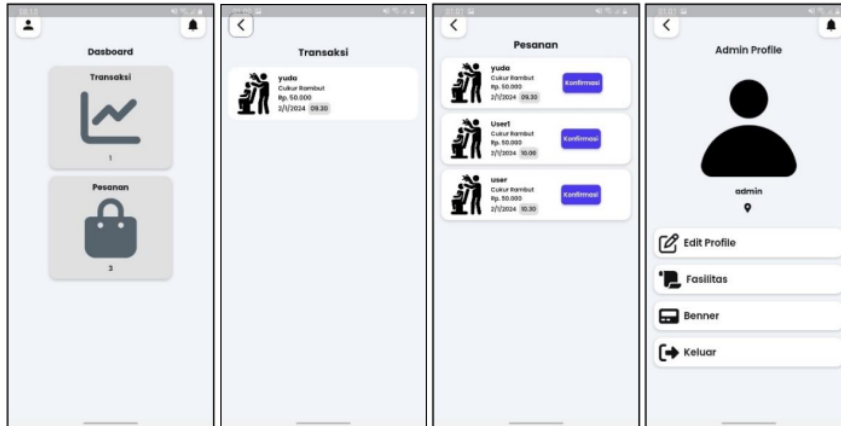 Dasboard
Transaksi
1
Pesanan
3
Transaksi
yuda
Cukur Rambut
Rp. 50.000
2/1/2024 09.30
Pesanan
yuda
Cukur Rambut
Rp. 50.000
2/1/2024 09.30
Konfirmasi
User1
Cukur Rambut
Rp. 50.000
2/1/2024 10.00
Konfirmasi
user
Cukur Rambut
Rp. 50.000
2/1/2024 10.30
Konfirmasi
Admin Profile
admin
Edit Profile
Fasilitas
Benner
Keluar